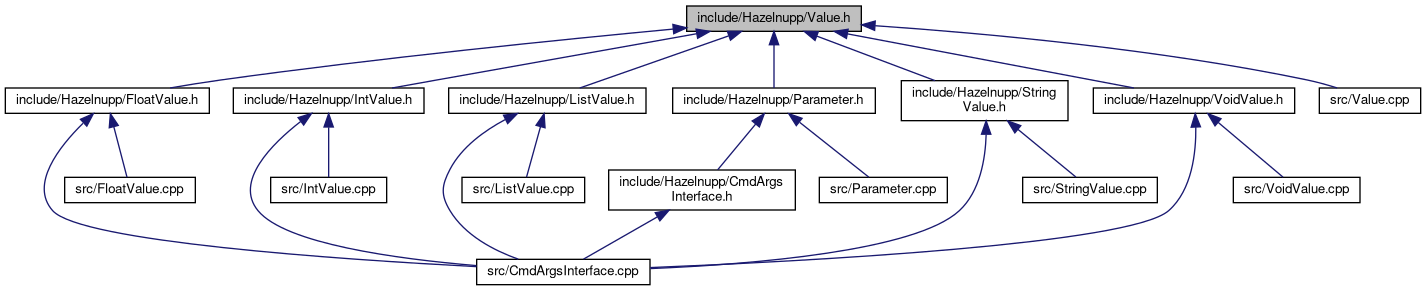 include/Hazelnupp/Value.h
include/Hazelnupp/FloatValue.h
include/Hazelnupp/IntValue.h
include/Hazelnupp/ListValue.h
include/Hazelnupp/Parameter.h
include/Hazelnupp/String
Value.h
include/Hazelnupp/VoidValue.h
src/Value.cpp
src/FloatValue.cpp
src/IntValue.cpp
src/ListValue.cpp
include/Hazelnupp/CmdArgs
Interface.h
src/Parameter.cpp
src/StringValue.cpp
src/VoidValue.cpp
src/CmdArgsInterface.cpp